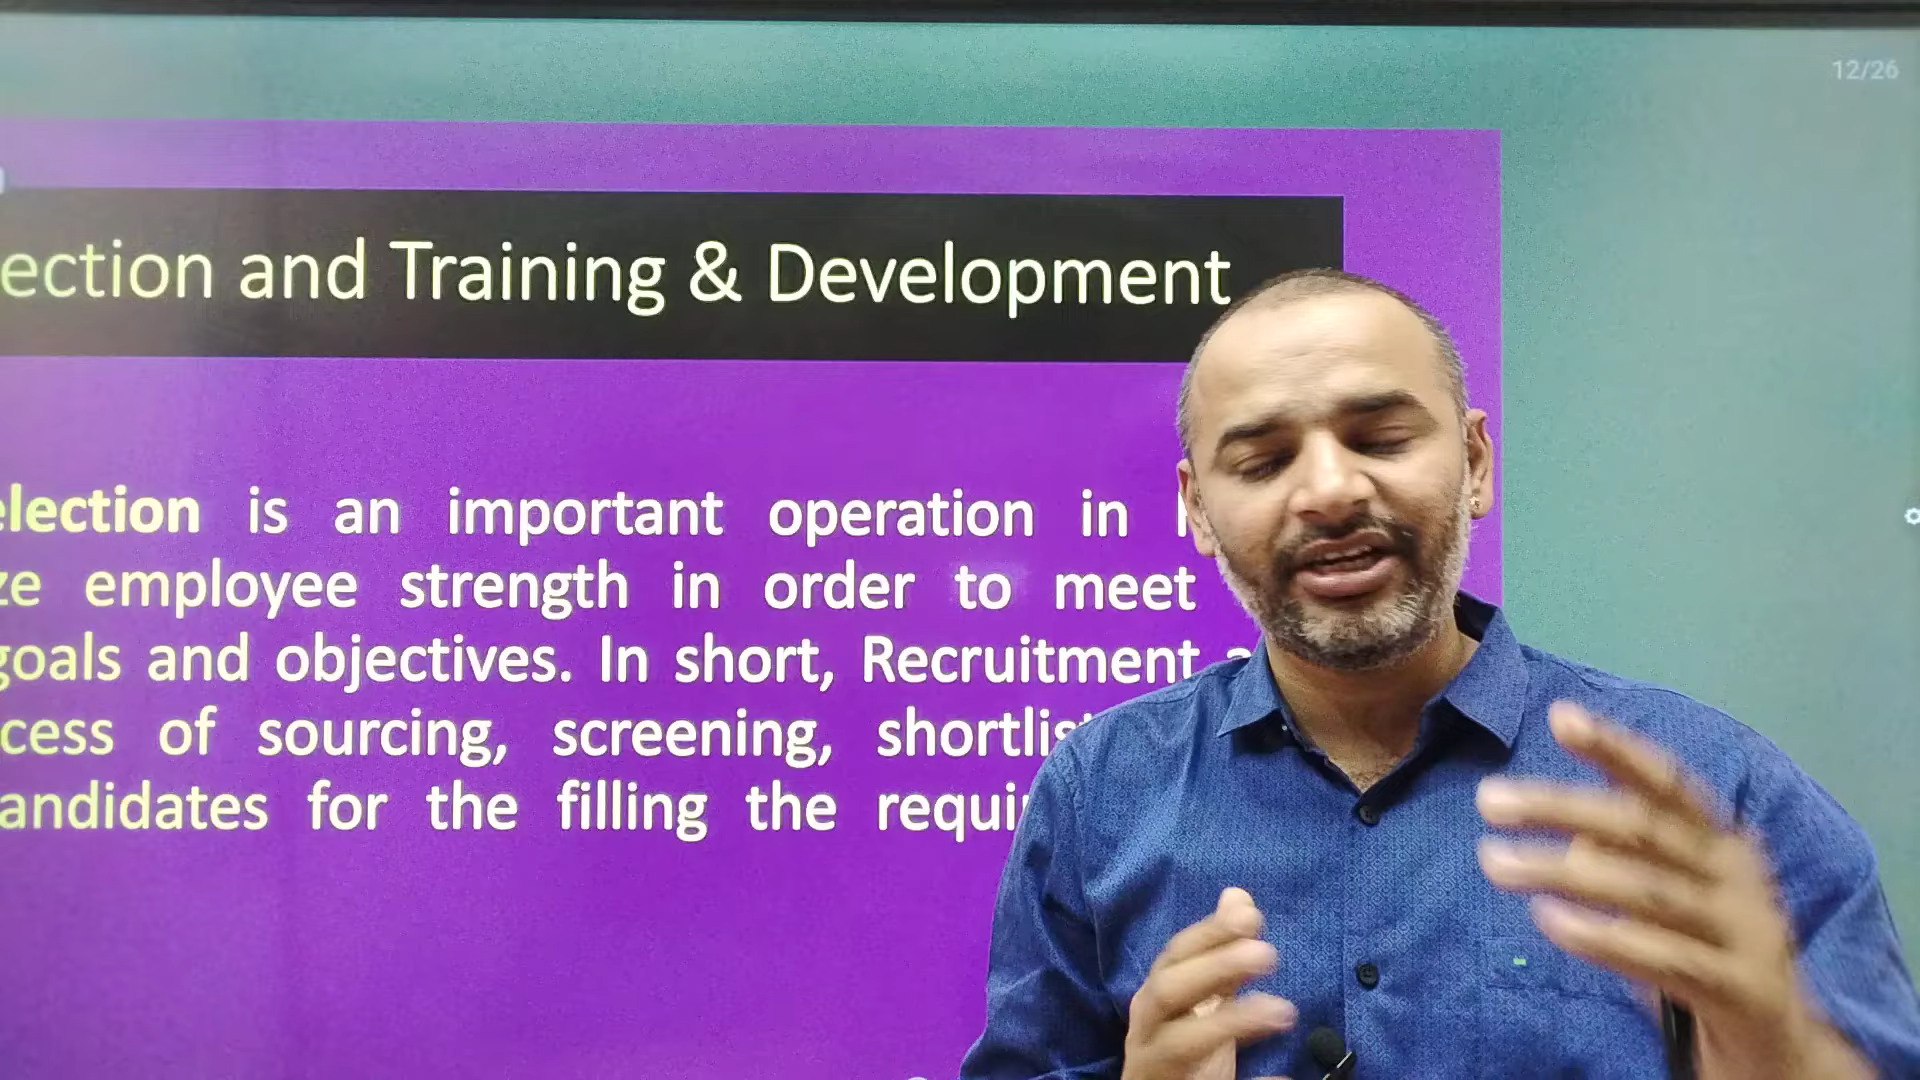 12/26
ection and Training & Development
election is an important operation in
ze employee strength in order to meet
goals and objectives. In short, Recruitment
cess of sourcing, screening, shortlis
andidates for the filling the requi